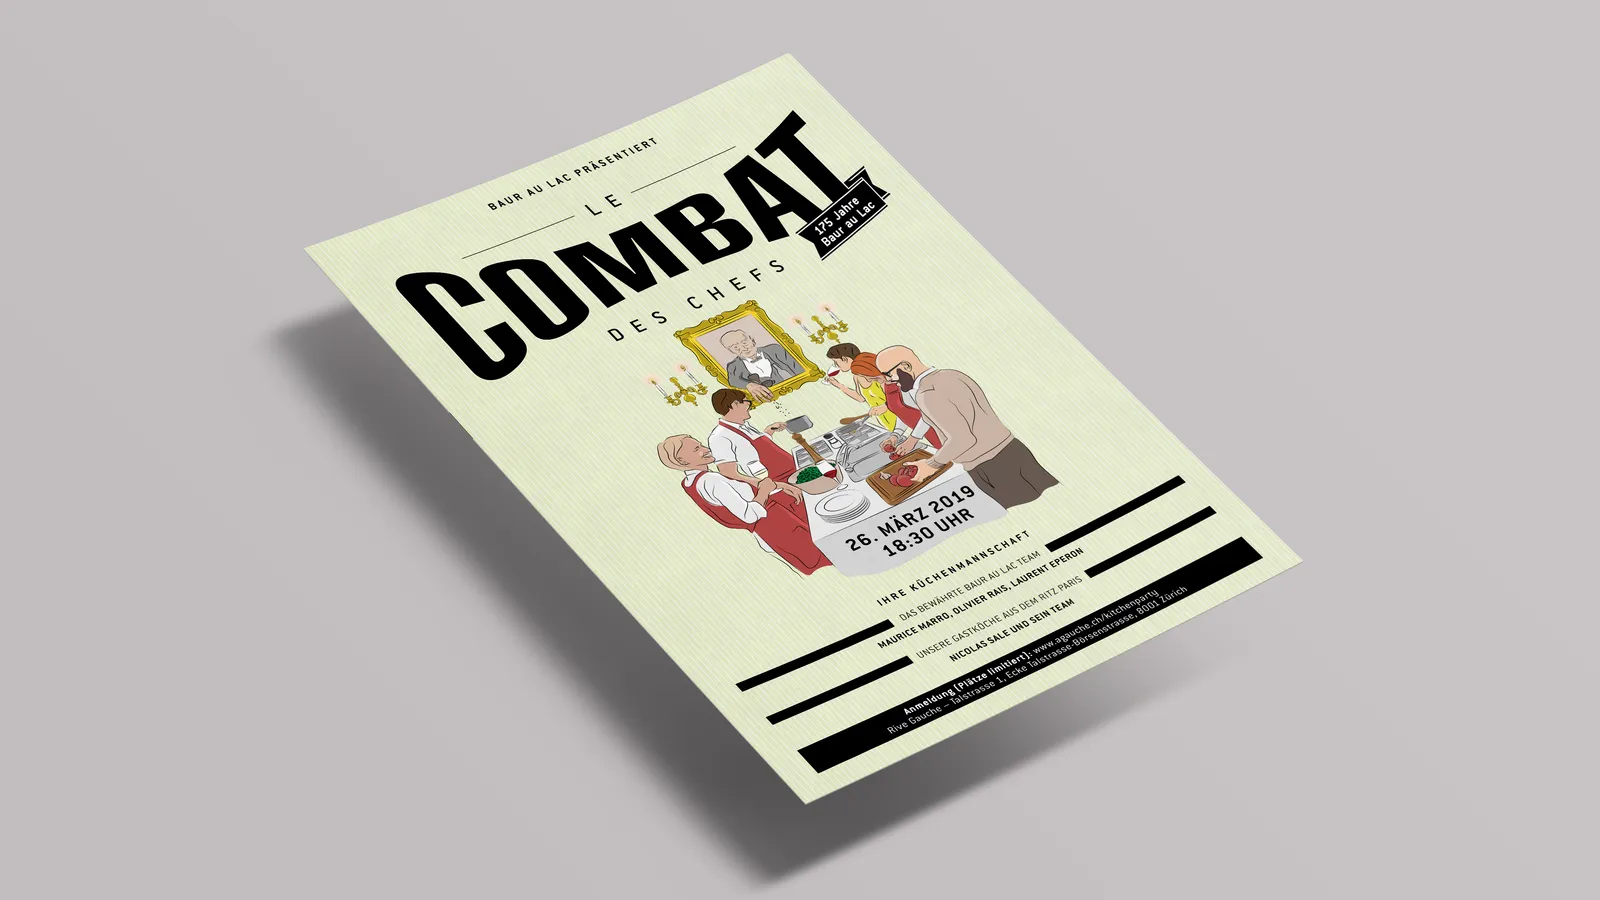 BAUR AU LAC PRÄSENTIERT
LE
COMBAT
175 Jahre
Baur au Lac
DES CHEFS
26. MÄRZ 2019
18:30 UHR
IHRE KÜCHENMANNSCHAFT
DAS BEWÄHRTE BAUR AU LAC TEAM
MAURICE MARRO, OLIVIER RAIS, LAURENT EPERON
UNSERE GASTKÖCHE AUS DEM RITZ PARIS
NICOLAS SALE UND SEIN TEAM
Anmeldung (Plätze limitiert): www.agauche.ch/kitchenparty
Rive Gauche – Talstrasse 1, Ecke Talstrasse-Börsenstrasse, 8001 Zürich